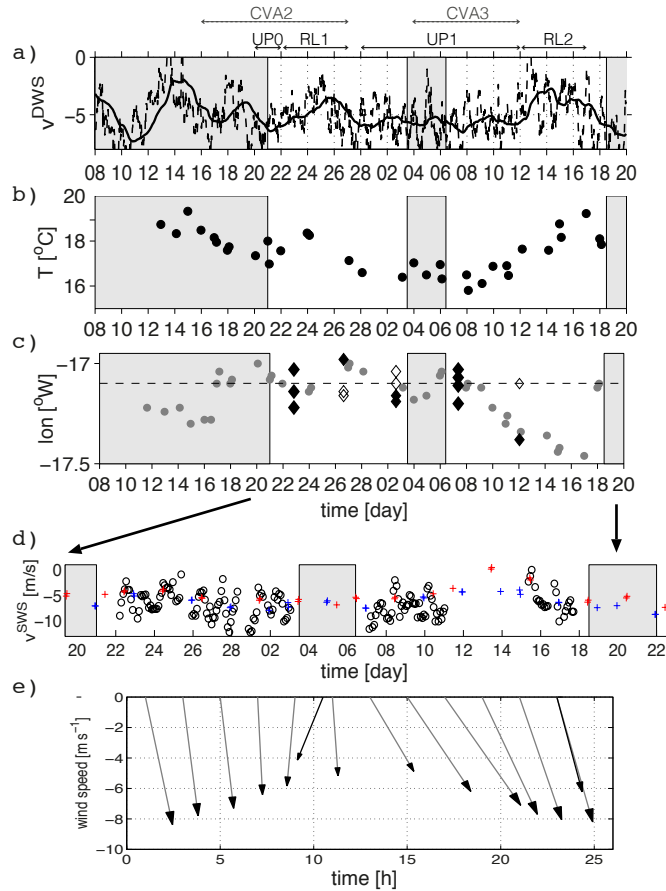 CVA2 CVA3
UP0 RL1 UP1 RL2
a)
0
-5
v^DWS
08 10 12 14 16 18 20 22 24 26 28 02 04 06 08 10 12 14 16 18 20
b)
20
18
16
T [°C]
08 10 12 14 16 18 20 22 24 26 28 02 04 06 08 10 12 14 16 18 20
c)
-17
-17.5
lon [°W]
08 10 12 14 16 18 20 22 24 26 28 02 04 06 08 10 12 14 16 18 20
time [day]
d)
0
-5
-10
v^SWS [m/s]
20 22 24 26 28 02 04 06 08 10 12 14 16 18 20 22
time [day]
e)
0
-2
-4
-6
-8
-10
wind speed [m s⁻¹]
0 5 10 15 20 25
time [h]